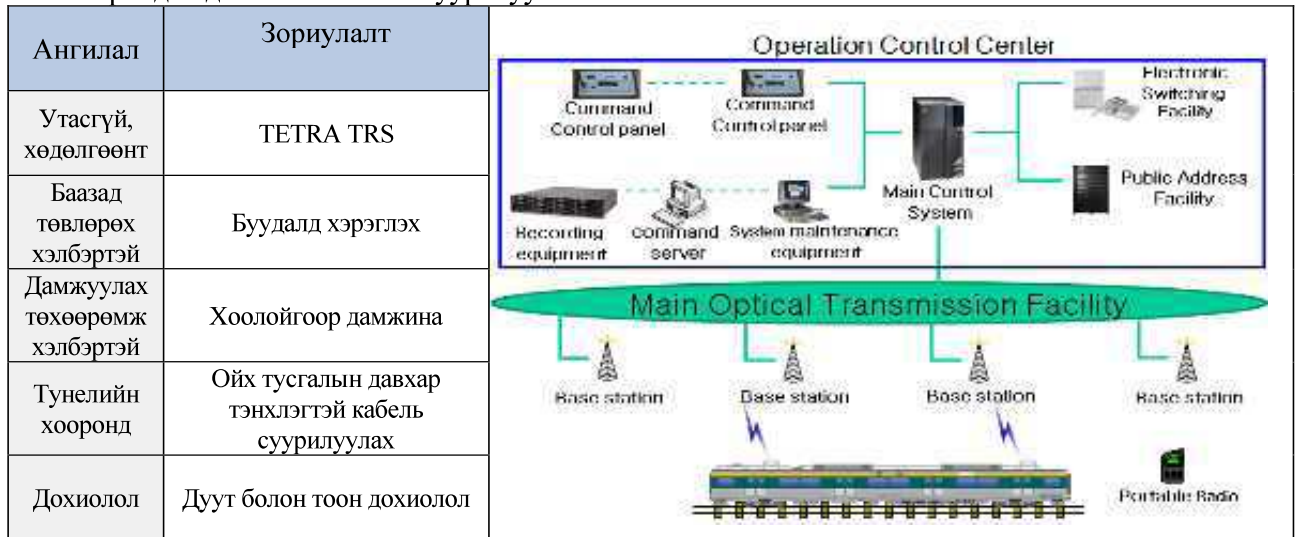 Ангилал
Зориулалт
Утасгүй,
хөдөлгөөнт
TETRA TRS
Баазад
төвлөрөх
хэлбэртэй
Буудалд хэрэглэх
Дамжуулах
төхөөрөмж
хэлбэртэй
Хоолойгоор дамжина
Тунелийн
хооронд
Ойх тусгалын давхар
тэнхлэгтэй кабель
суурилуулах
Дохиолол
Дуут болон тоон дохиолол
Operation Control Center
Command
Control panel
Command
Control panel
Electronic
Switching
Facility
Main Control
System
Public Address
Facility
Recording
equipment
command
server
System maintenance
equipment
Main Optical Transmission Facility
Base station
Base station
Base station
Base station
Portable Radio